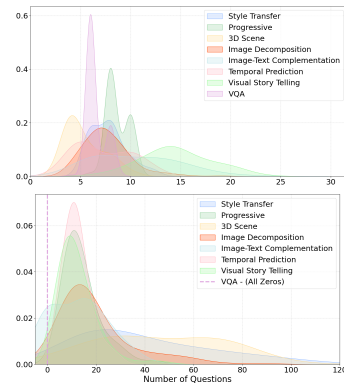 0.6
0.4
0.2
0.0
0
5
10
15
20
25
30
Style Transfer
Progressive
3D Scene
Image Decomposition
Image-Text Complementation
Temporal Prediction
Visual Story Telling
VQA
0.06
0.04
0.02
0.00
0
20
40
60
80
100
120
Style Transfer
Progressive
3D Scene
Image Decomposition
Image-Text Complementation
Temporal Prediction
Visual Story Telling
VQA - (All Zeros)
Number of Questions